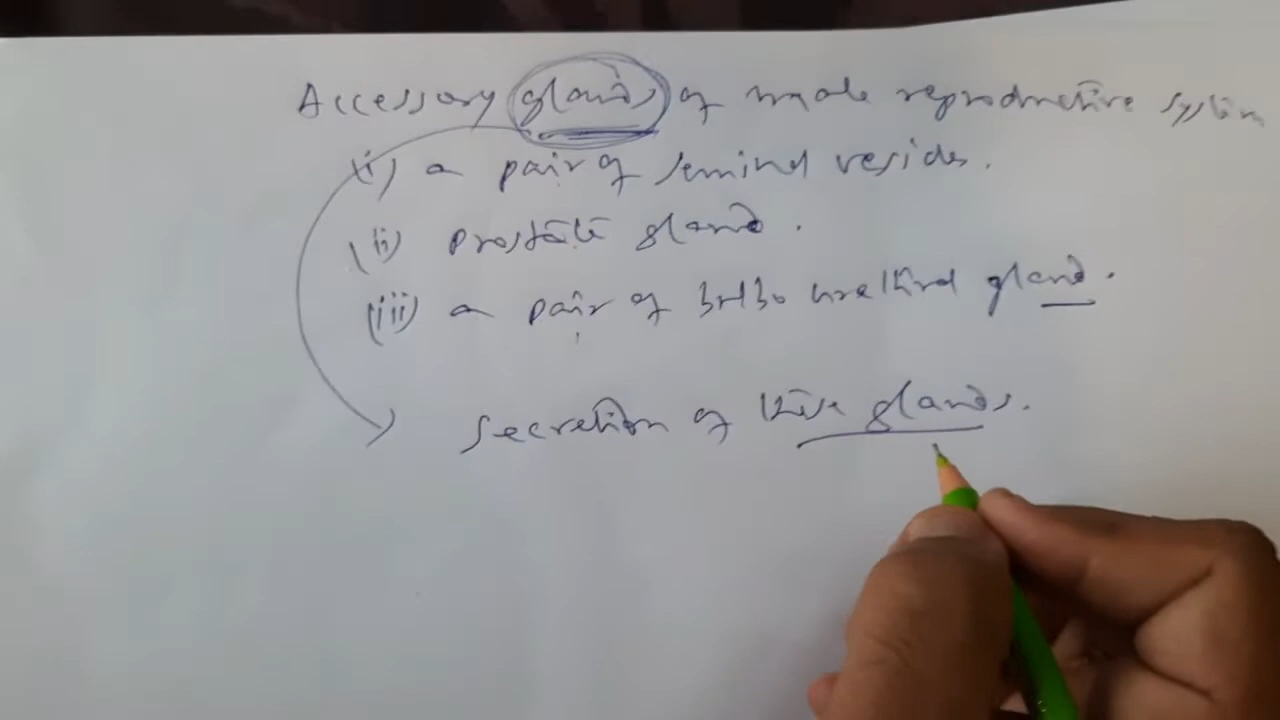 Accessory glands of male reproductive system
(i) a pair of seminal vesicles.
(ii) Prostate gland.
(iii) a pair of bulbo urethral gland.
Secretion of these glands.